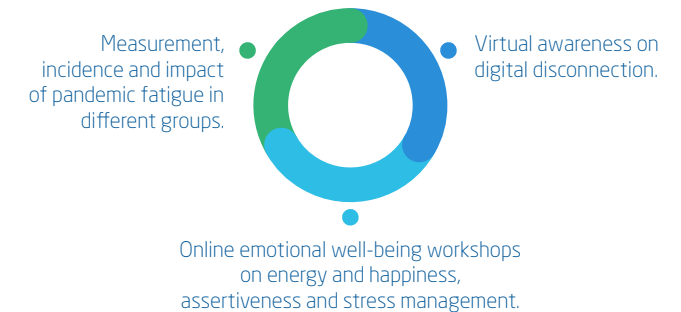 Measurement,
incidence and impact
of pandemic fatigue in
different groups.
Virtual awareness on
digital disconnection.
Online emotional well-being workshops
on energy and happiness,
assertiveness and stress management.